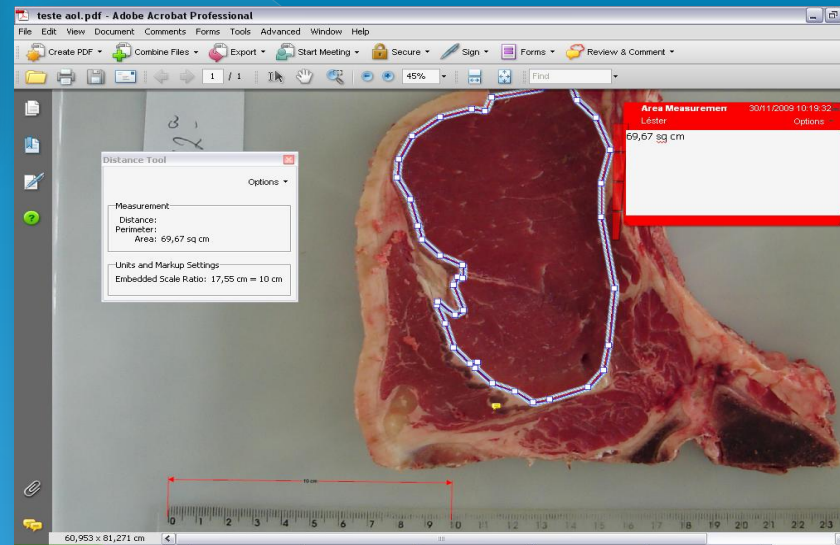 teste aol.pdf - Adobe Acrobat Professional
File Edit View Document Comments Forms Tools Advanced Window Help
Create PDF Combine Files Export Start Meeting Secure Sign Forms Review & Comment
1 / 1 45% Find
Area Measuremen 30/11/2009 10:19:32
Léster Options
69,67 sq cm
Distance Tool
Options
Measurement
Distance:
Perimeter:
Area: 69,67 sq cm
Units and Markup Settings
Embedded Scale Ratio: 17,55 cm = 10 cm
10 cm
0 1 2 3 4 5 6 7 8 9 10 11 12 13 14 15 16 17 18 19 20 21 22 23
60,953 x 81,271 cm